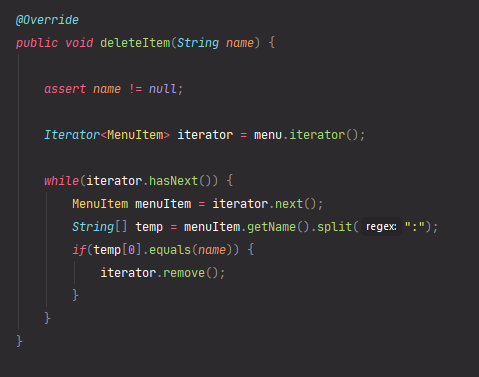 @Override
public void deleteItem(String name) {
assert name != null;
Iterator<MenuItem> iterator = menu.iterator();
while(iterator.hasNext()) {
MenuItem menuItem = iterator.next();
String[] temp = menuItem.getName().split( regex: ":");
if(temp[0].equals(name)) {
iterator.remove();
}
}
}